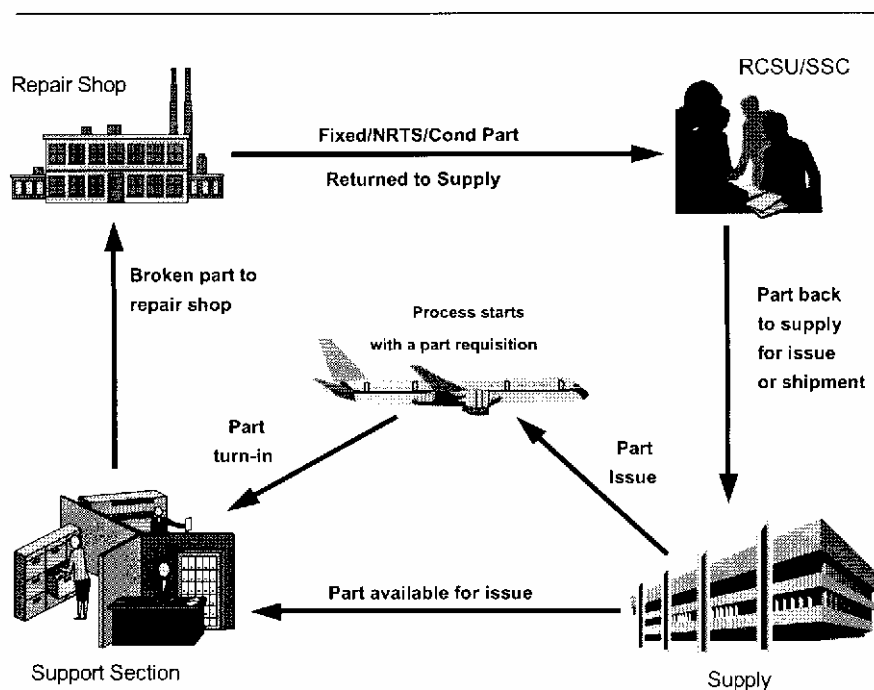 Repair Shop
RCSU/SSC
Fixed/NRTS/Cond Part
Returned to Supply
Broken part to
repair shop
Process starts
with a part requisition
Part back
to supply
for issue
or shipment
Part
turn-in
Part
Issue
Part available for issue
Support Section
Supply